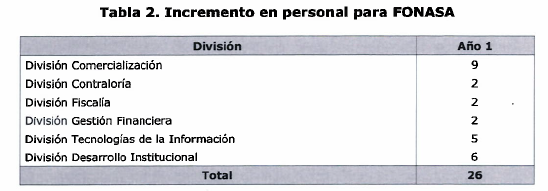 Tabla 2. Incremento en personal para FONASA
División Año 1
División Comercialización 9
División Contraloría 2
División Fiscalía 2
División Gestión Financiera 2
División Tecnologías de la Información 5
División Desarrollo Institucional 6
Total 26